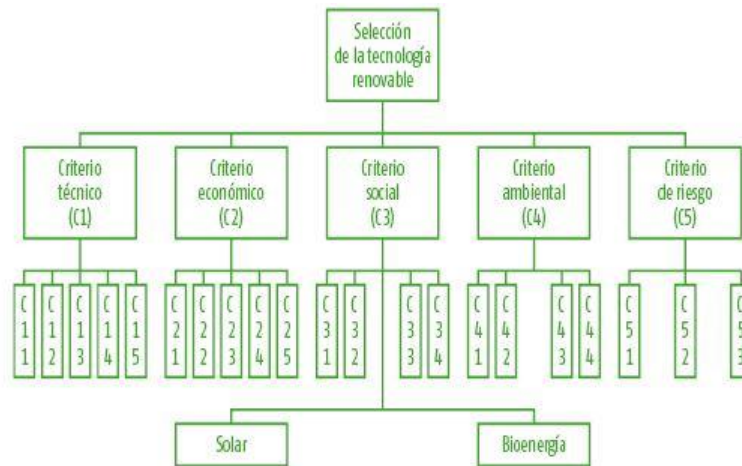 Selección
de la tecnología
renovable
Criterio
técnico
(C1)
Criterio
económico
(C2)
Criterio
social
(C3)
Criterio
ambiental
(C4)
Criterio
de riesgo
(C5)
C11
C12
C13
C14
C15
C21
C22
C23
C24
C25
C31
C32
C33
C34
C41
C42
C43
C44
C51
C52
C53
Solar
Bioenergía